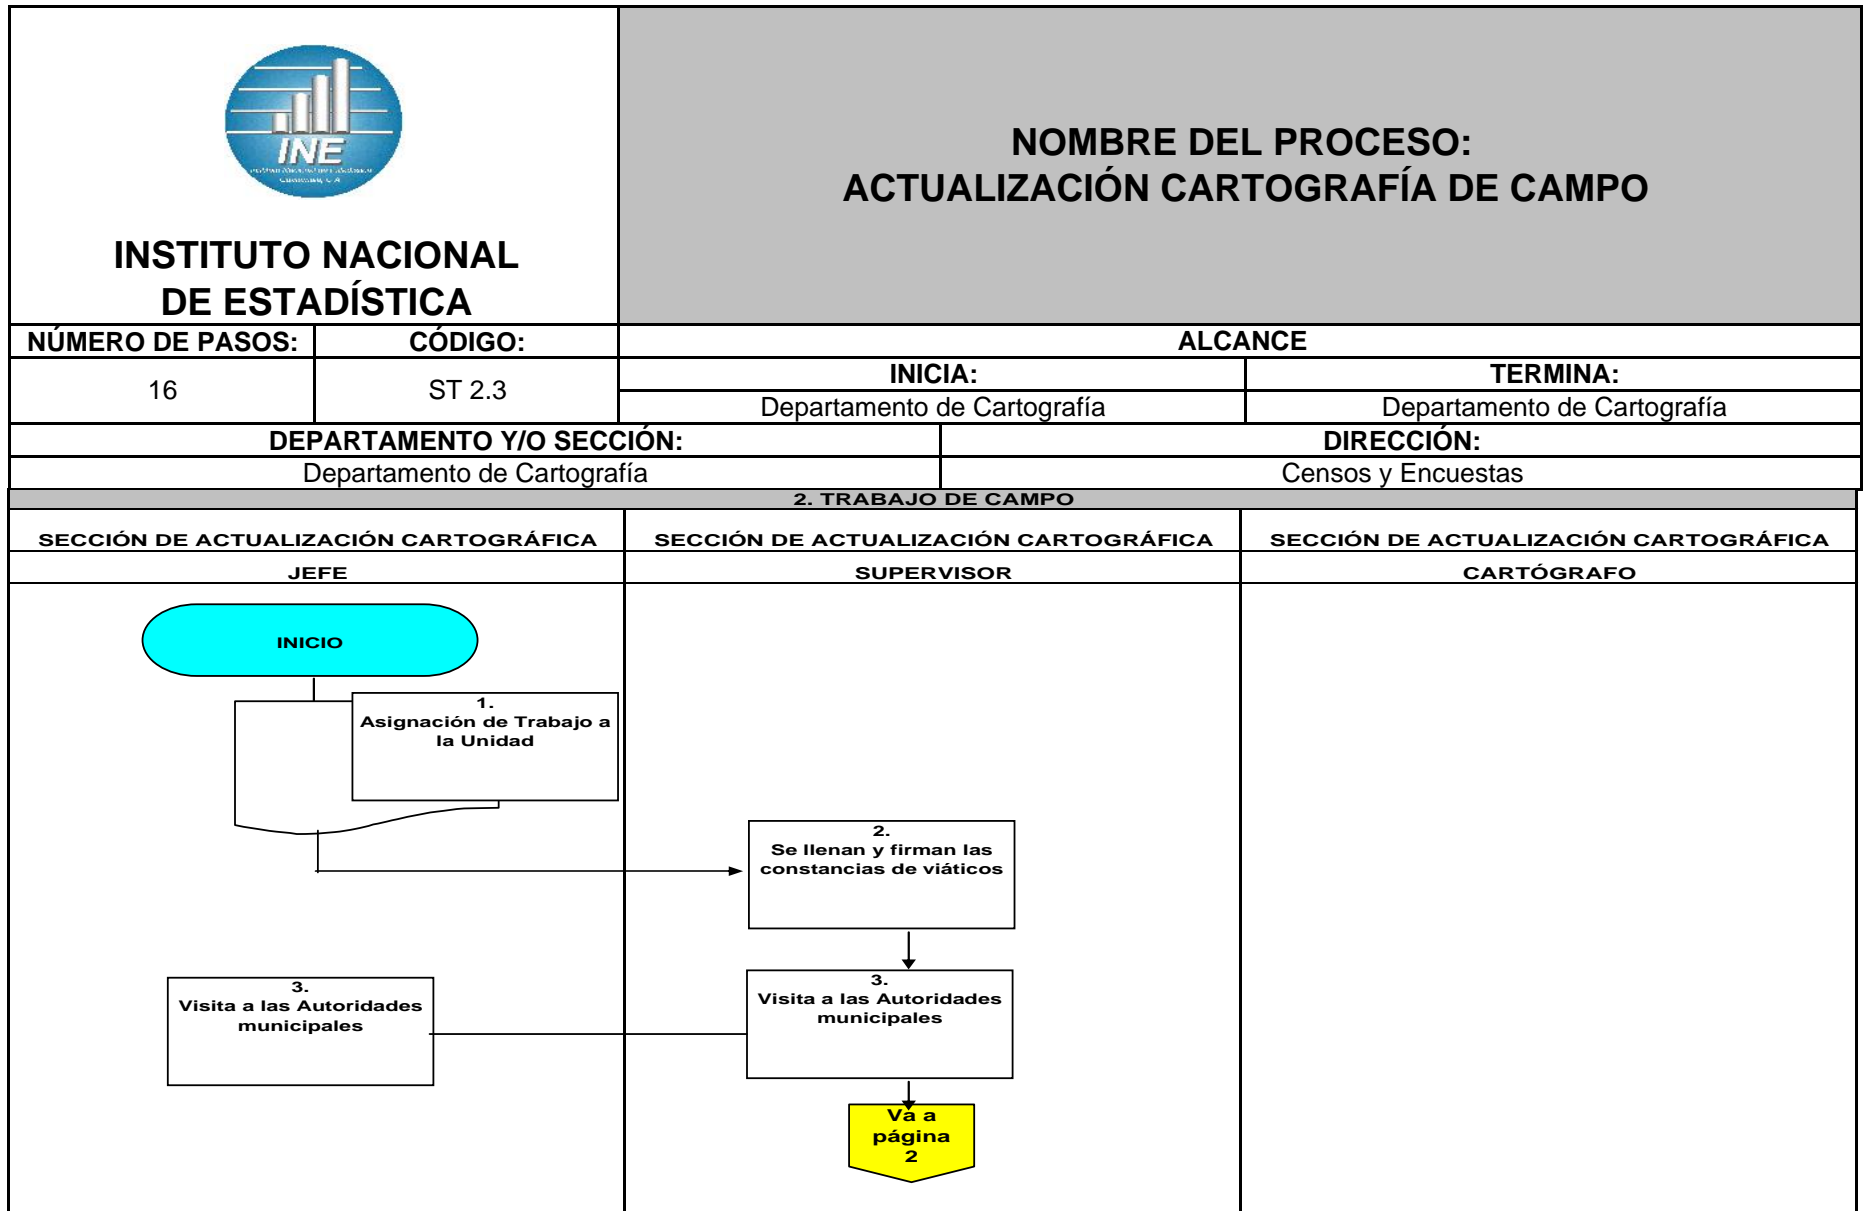 INE
NOMBRE DEL PROCESO:
ACTUALIZACIÓN CARTOGRAFÍA DE CAMPO
INSTITUTO NACIONAL
DE ESTADÍSTICA
NÚMERO DE PASOS:
CÓDIGO:
ALCANCE
16
ST 2.3
INICIA:
TERMINA:
Departamento de Cartografía
Departamento de Cartografía
DEPARTAMENTO Y/O SECCIÓN:
DIRECCIÓN:
Departamento de Cartografía
Censos y Encuestas
2. TRABAJO DE CAMPO
SECCIÓN DE ACTUALIZACIÓN CARTOGRÁFICA
SECCIÓN DE ACTUALIZACIÓN CARTOGRÁFICA
SECCIÓN DE ACTUALIZACIÓN CARTOGRÁFICA
JEFE
SUPERVISOR
CARTÓGRAFO
INICIO
1.
Asignación de Trabajo a
la Unidad
2.
Se llenan y firman las
constancias de viáticos
3.
Visita a las Autoridades
municipales
3.
Visita a las Autoridades
municipales
Va a
página
2